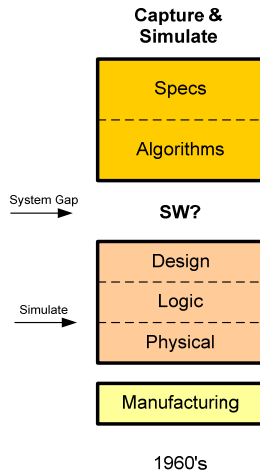 Capture &
Simulate
Specs
Algorithms
System Gap
SW?
Design
Logic
Simulate
Physical
Manufacturing
1960's